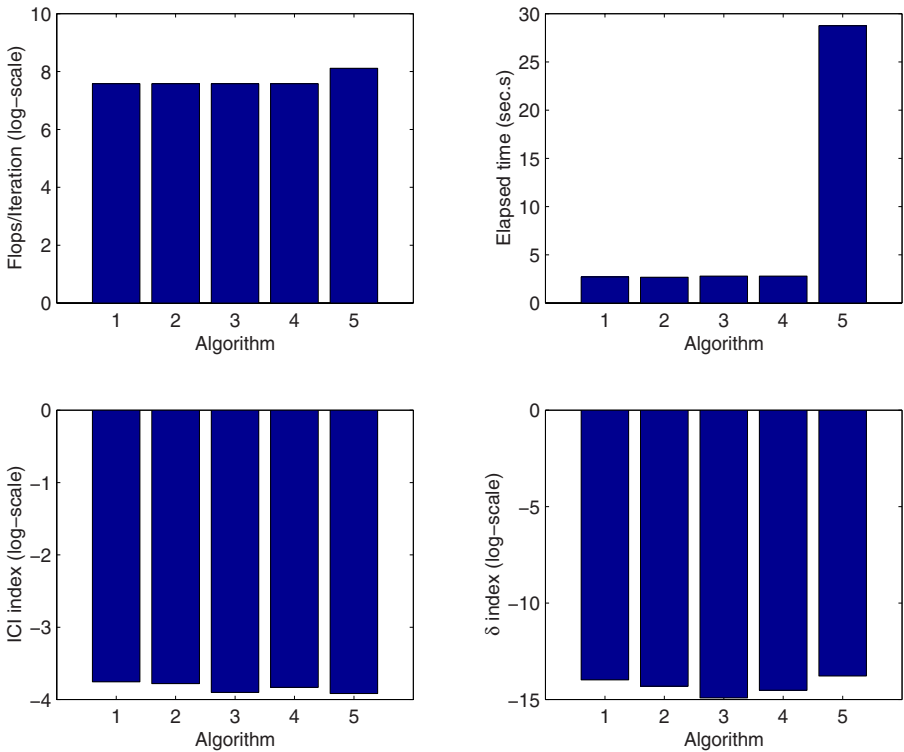 10
8
6
4
2
0
Flops/Iteration (log−scale)
1 2 3 4 5
Algorithm
30
25
20
15
10
5
0
Elapsed time (sec.s)
1 2 3 4 5
Algorithm
0
−1
−2
−3
−4
ICI index (log−scale)
1 2 3 4 5
Algorithm
0
−5
−10
−15
δ index (log−scale)
1 2 3 4 5
Algorithm